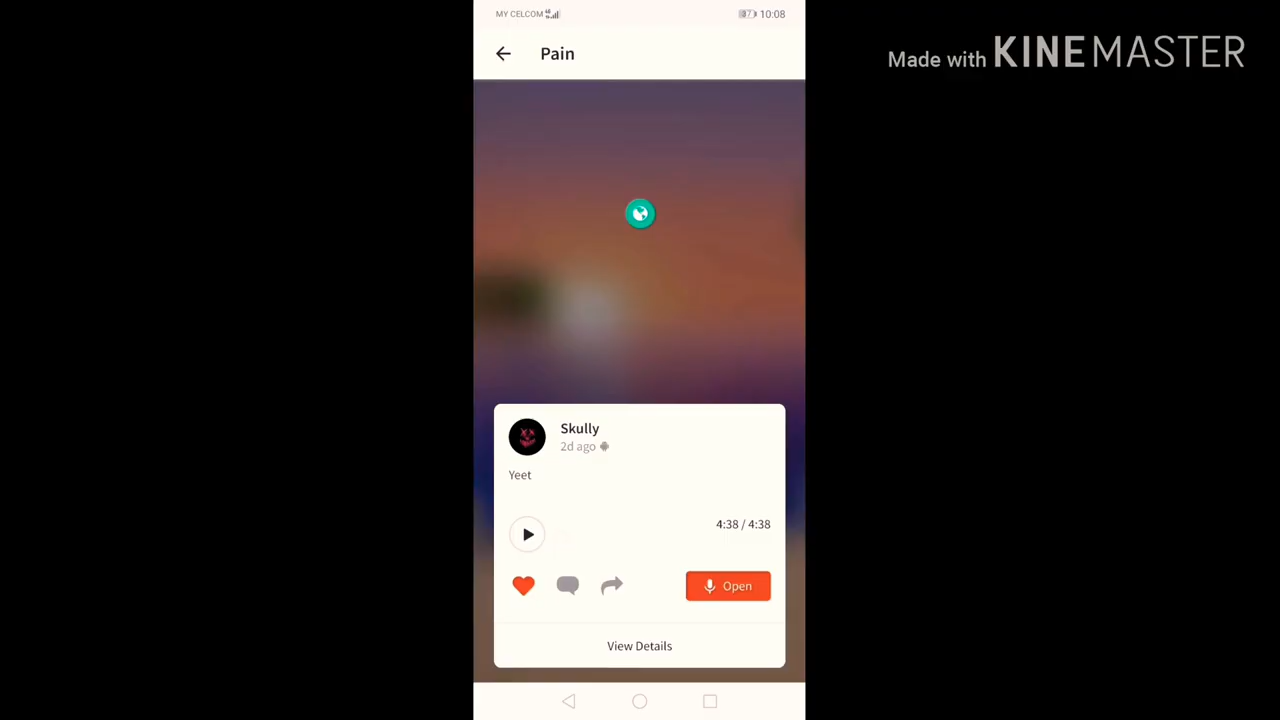 MY CELCOM
37 10:08
Made with KINEMASTER
Pain
Skully
2d ago
Yeet
4:38 / 4:38
Open
View Details